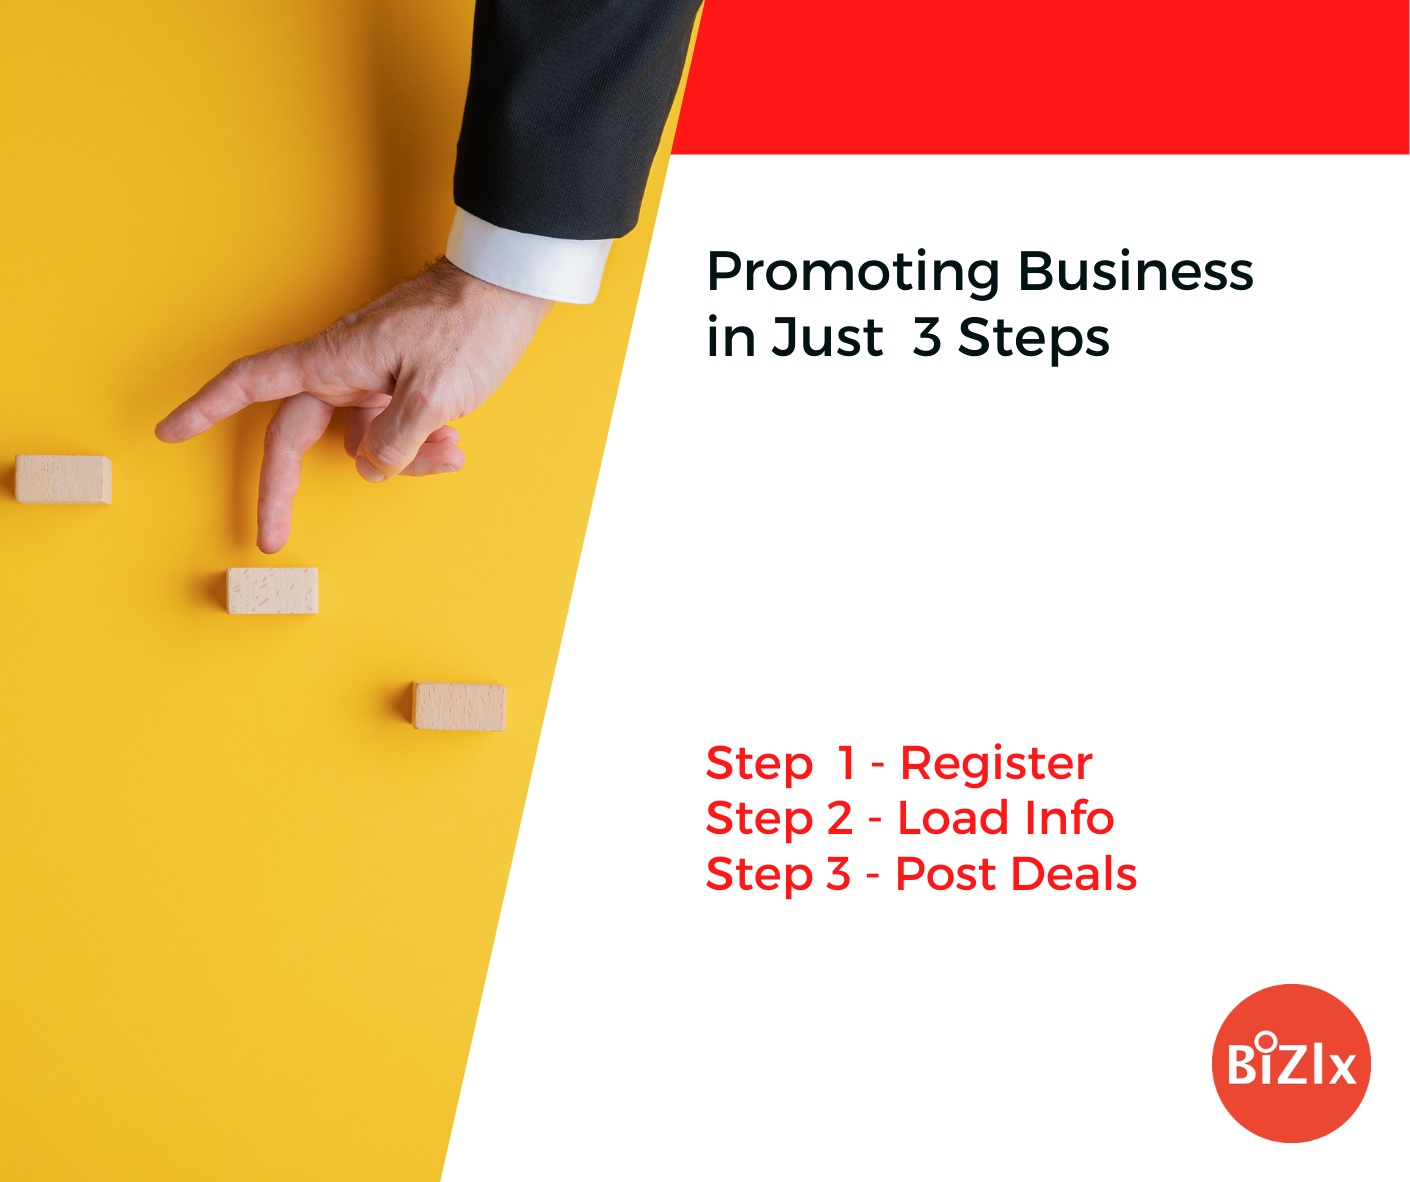 Promoting Business
in Just 3 Steps
Step 1 - Register
Step 2 - Load Info
Step 3 - Post Deals
BiZIx